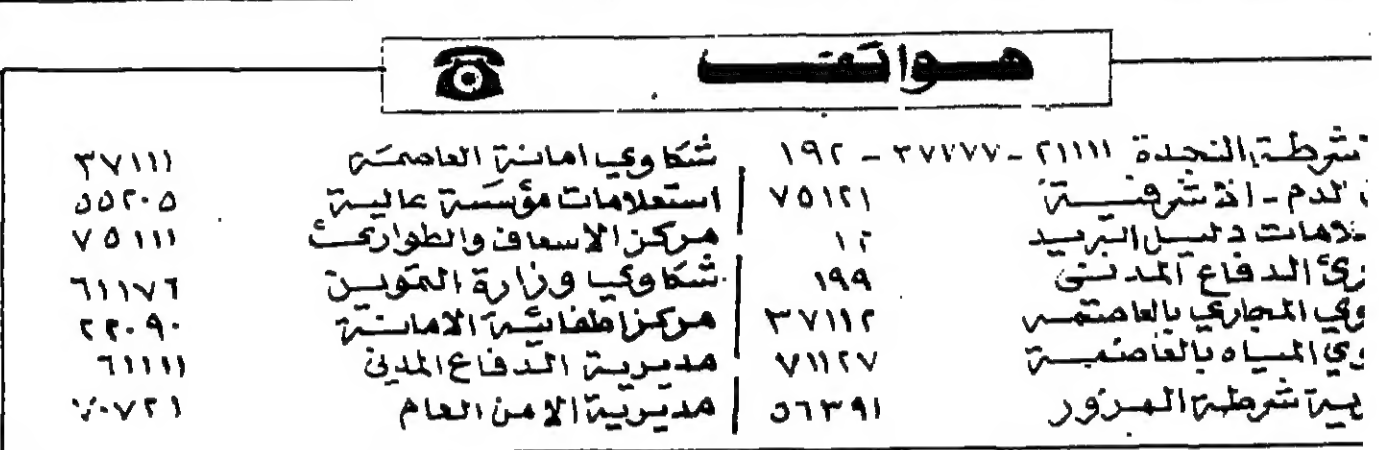 هواتف
شرطة النجدة ٢١١١١ - ٣٧٧٧٧ - ١٩٢
الدم - اذ شرفية ٧٥١٢١
دليل البريد ١٢
الدفاع المدني ١٩٩
المجاري بالعاصمة ٣٧١١٢
المياه بالعاصمة ٧١١٢٧
شرطة المرور ٥٦٣٩١
شكاوي امانة العاصمة ٣٧١١١
استعلامات مؤسسة عالية ٥٥٢٠٥
مركز الاسعاف والطوارئ ٧٥١١١
شكاوي وزارة التموين ٦١١٧٦
مركز اطفائية الامانة ٢٢٠٩٠
مديرية الدفاع المدني ٦١١١١
مديرية الامن العام ٧٠٧٢١